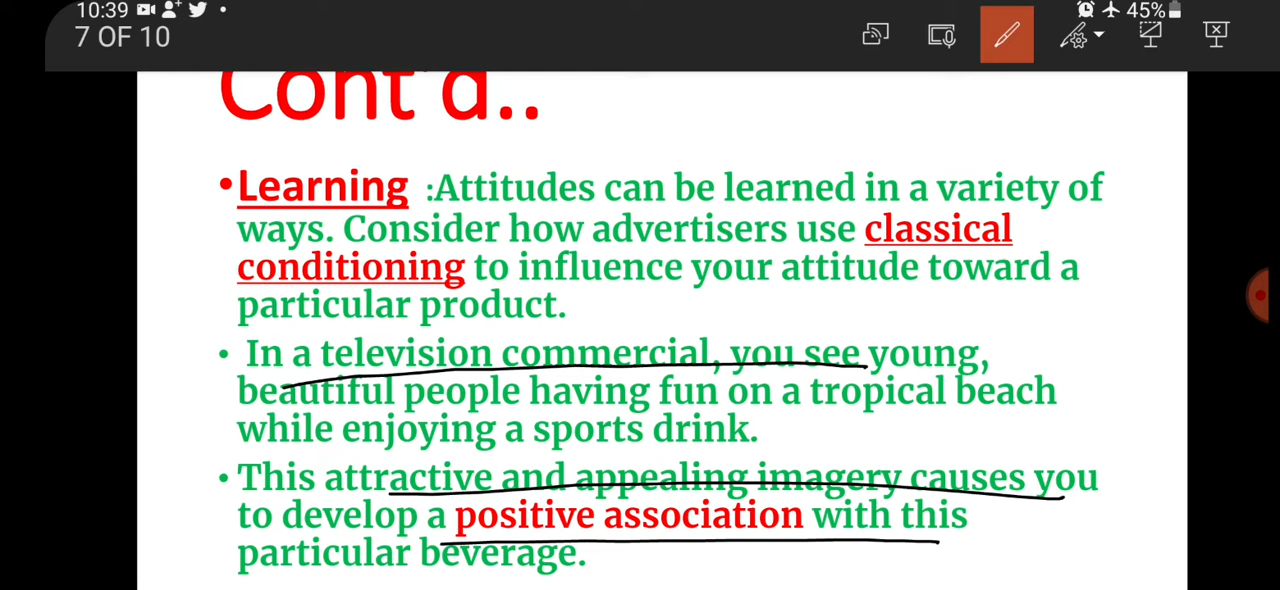 10:39
45%
7 OF 10
Cont'd..
•Learning :Attitudes can be learned in a variety of
ways. Consider how advertisers use classical
conditioning to influence your attitude toward a
particular product.
• In a television commercial, you see young,
beautiful people having fun on a tropical beach
while enjoying a sports drink.
• This attractive and appealing imagery causes you
to develop a positive association with this
particular beverage.